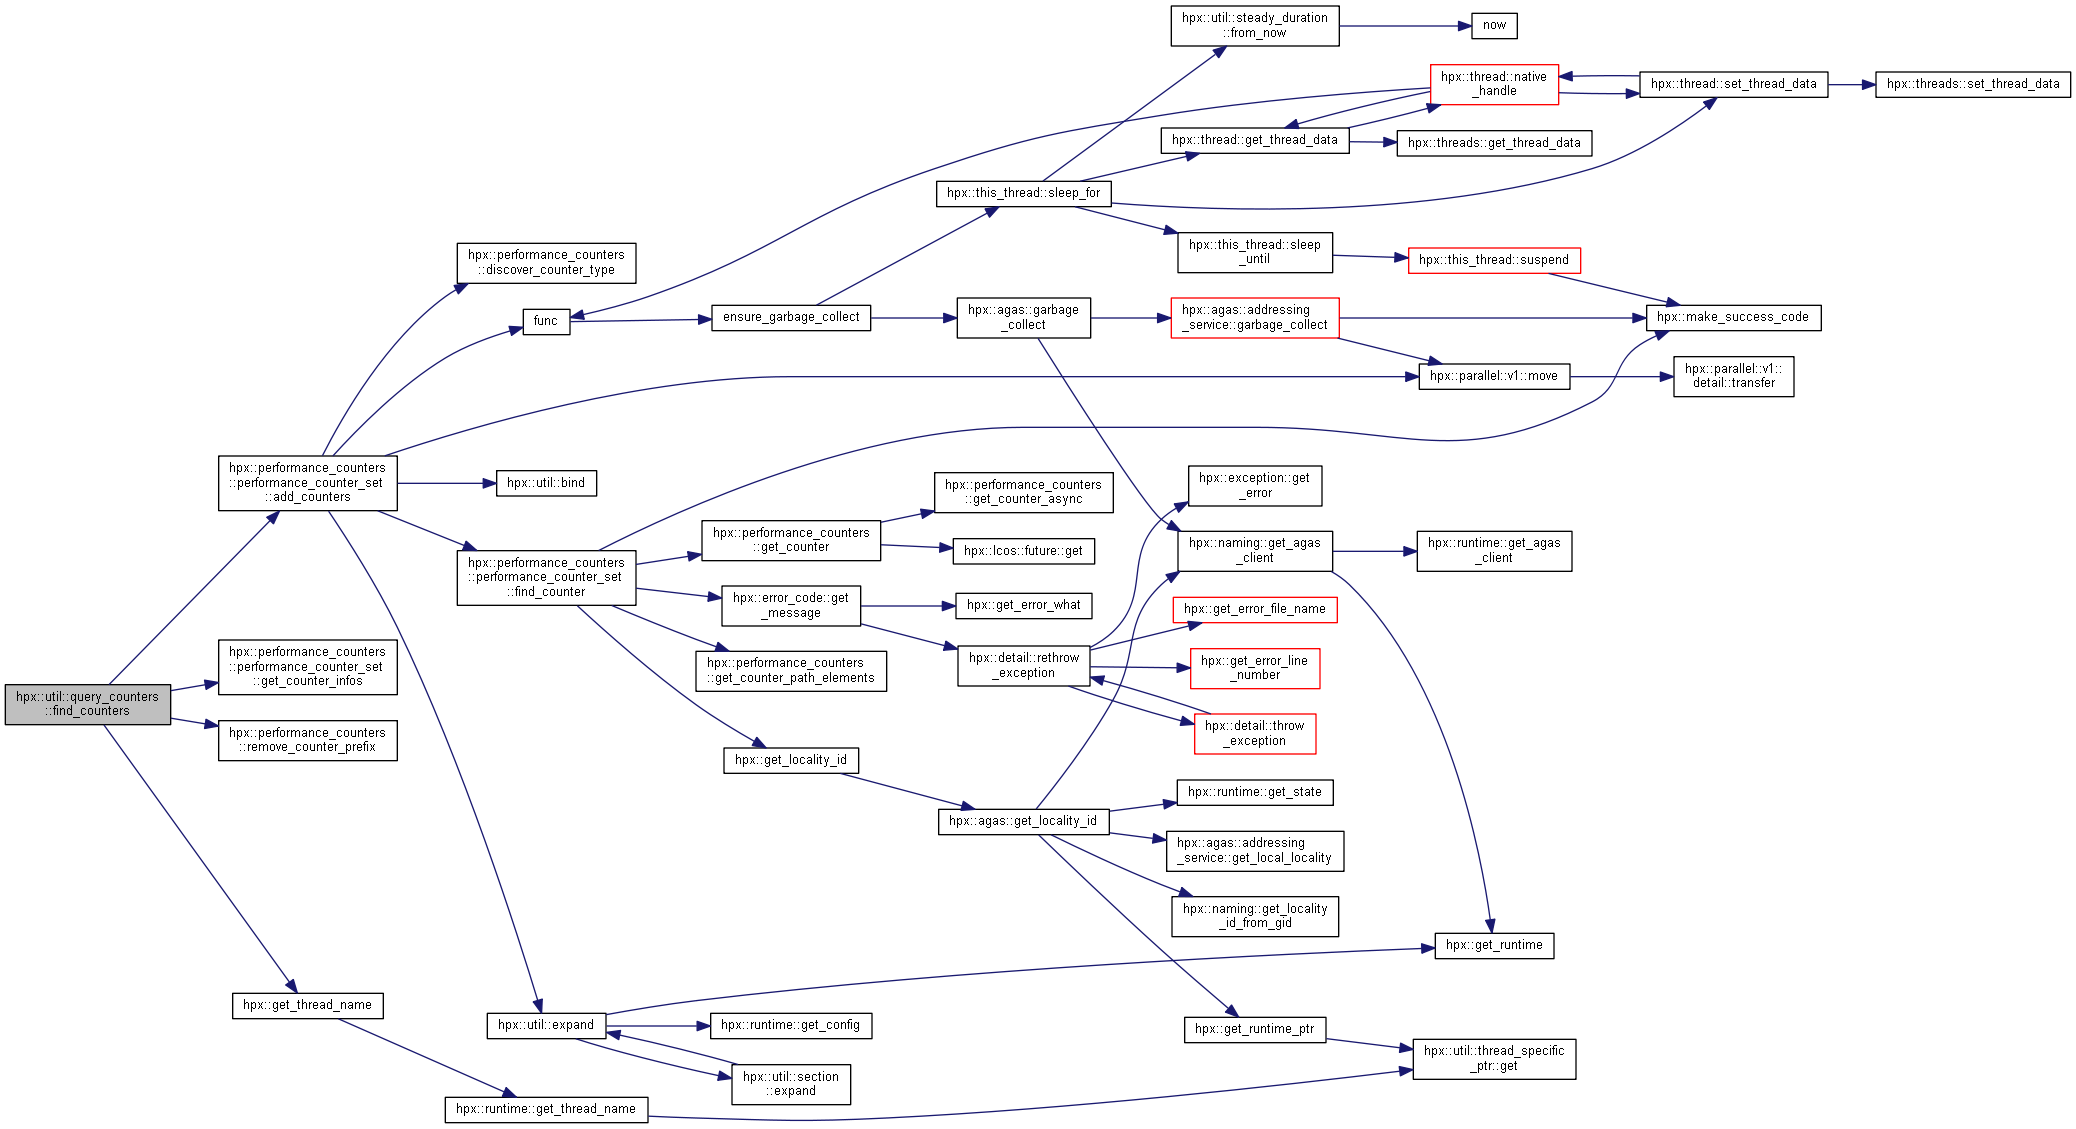 hpx::util::steady_duration
::from_now
now
hpx::thread::native
_handle
hpx::thread::set_thread_data
hpx::threads::set_thread_data
hpx::thread::get_thread_data
hpx::threads::get_thread_data
hpx::this_thread::sleep_for
hpx::this_thread::sleep
_until
hpx::this_thread::suspend
hpx::performance_counters
::discover_counter_type
func
ensure_garbage_collect
hpx::agas::garbage
_collect
hpx::agas::addressing
_service::garbage_collect
hpx::make_success_code
hpx::parallel::v1::move
hpx::parallel::v1::
detail::transfer
hpx::performance_counters
::performance_counter_set
::add_counters
hpx::util::bind
hpx::performance_counters
::get_counter_async
hpx::exception::get
_error
hpx::performance_counters
::get_counter
hpx::lcos::future::get
hpx::naming::get_agas
_client
hpx::runtime::get_agas
_client
hpx::performance_counters
::performance_counter_set
::find_counter
hpx::error_code::get
_message
hpx::get_error_what
hpx::get_error_file_name
hpx::performance_counters
::get_counter_path_elements
hpx::detail::rethrow
_exception
hpx::get_error_line
_number
hpx::performance_counters
::performance_counter_set
::get_counter_infos
hpx::util::query_counters
::find_counters
hpx::performance_counters
::remove_counter_prefix
hpx::detail::throw
_exception
hpx::get_locality_id
hpx::agas::get_locality_id
hpx::runtime::get_state
hpx::agas::addressing
_service::get_local_locality
hpx::naming::get_locality
_id_from_gid
hpx::get_runtime
hpx::get_thread_name
hpx::util::expand
hpx::runtime::get_config
hpx::get_runtime_ptr
hpx::util::thread_specific
_ptr::get
hpx::util::section
::expand
hpx::runtime::get_thread_name